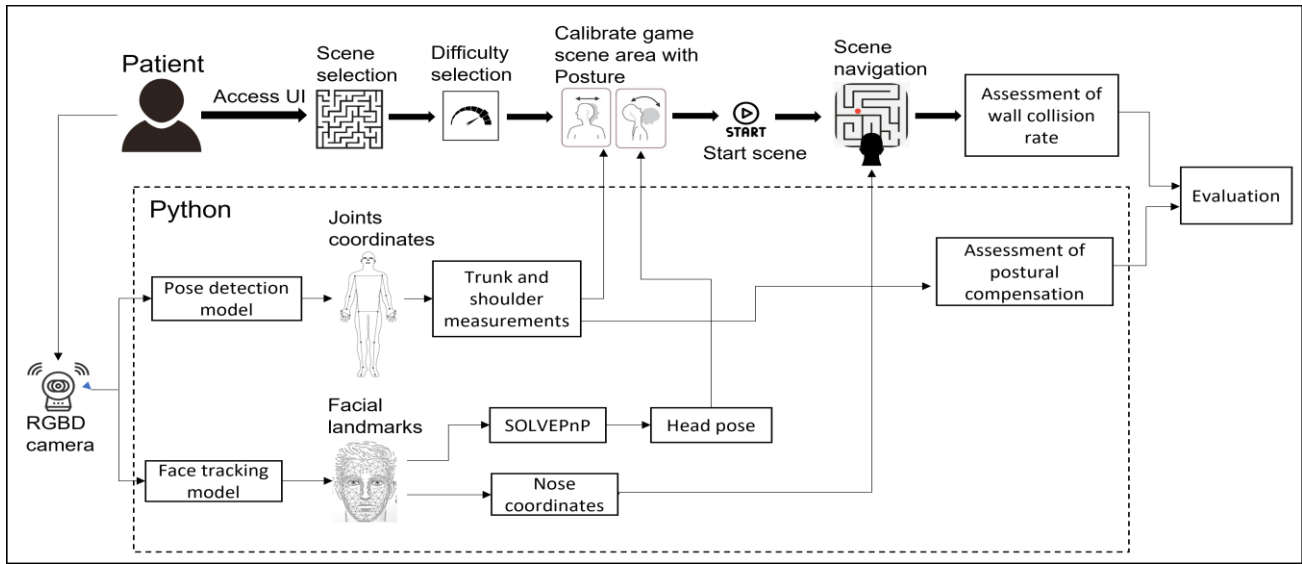 Patient
Access UI
Scene
selection
Difficulty
selection
Calibrate game
scene area with
Posture
START
Start scene
Scene
navigation
Assessment of
wall collision
rate
Evaluation
Python
Joints
coordinates
Pose detection
model
Trunk and
shoulder
measurements
Assessment of
postural
compensation
RGBD
camera
Facial
landmarks
SOLVEPnP
Head pose
Face tracking
model
Nose
coordinates